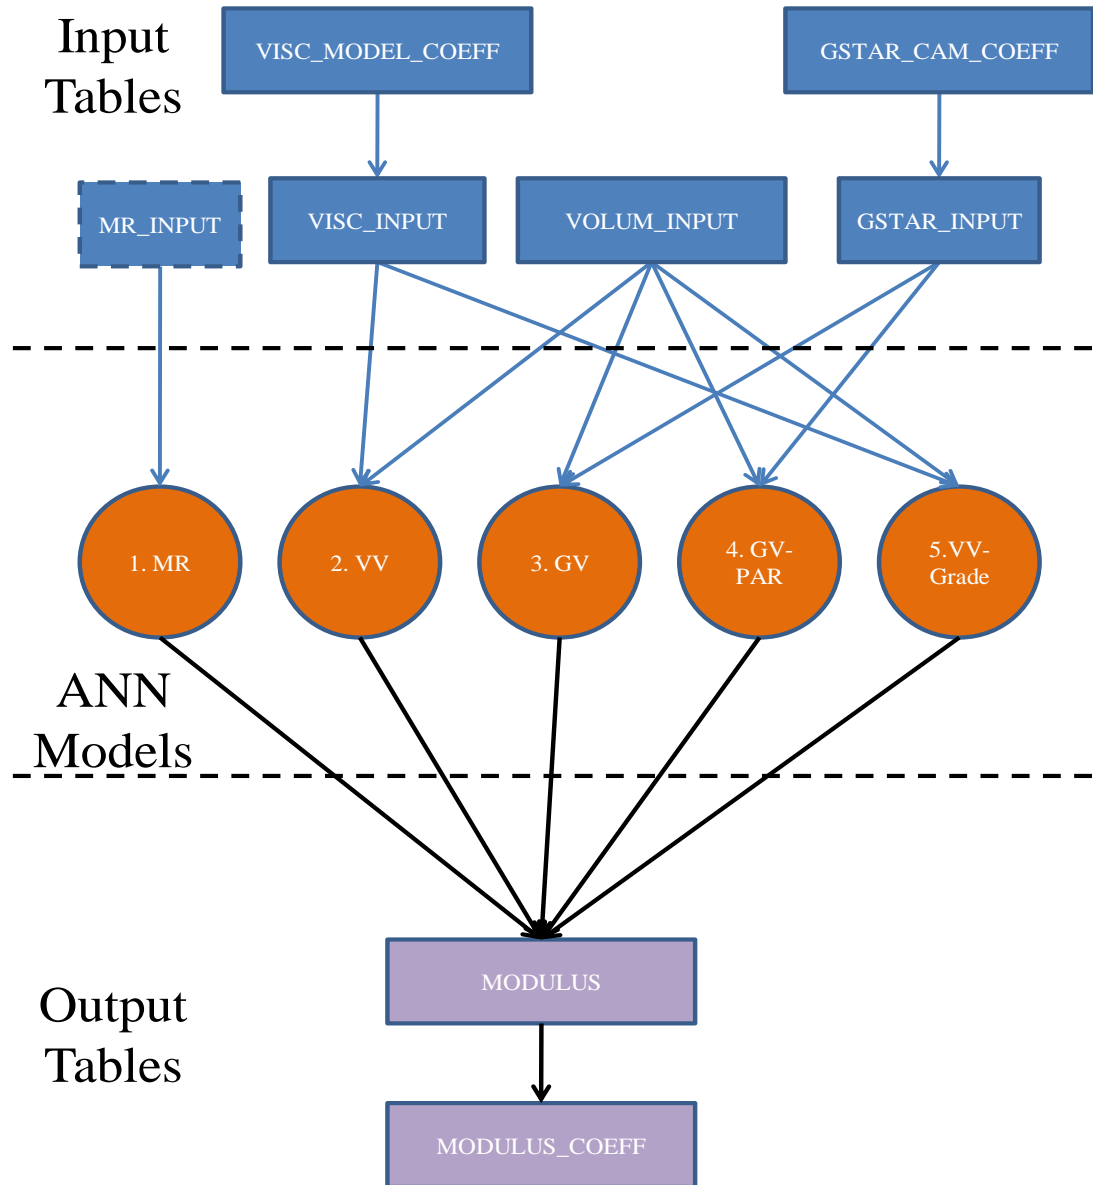 Input
Tables
VISC_MODEL_COEFF
GSTAR_CAM_COEFF
MR_INPUT
VISC_INPUT
VOLUM_INPUT
GSTAR_INPUT
1. MR
2. VV
3. GV
4. GV-
PAR
5.VV-
Grade
ANN
Models
MODULUS
Output
Tables
MODULUS_COEFF